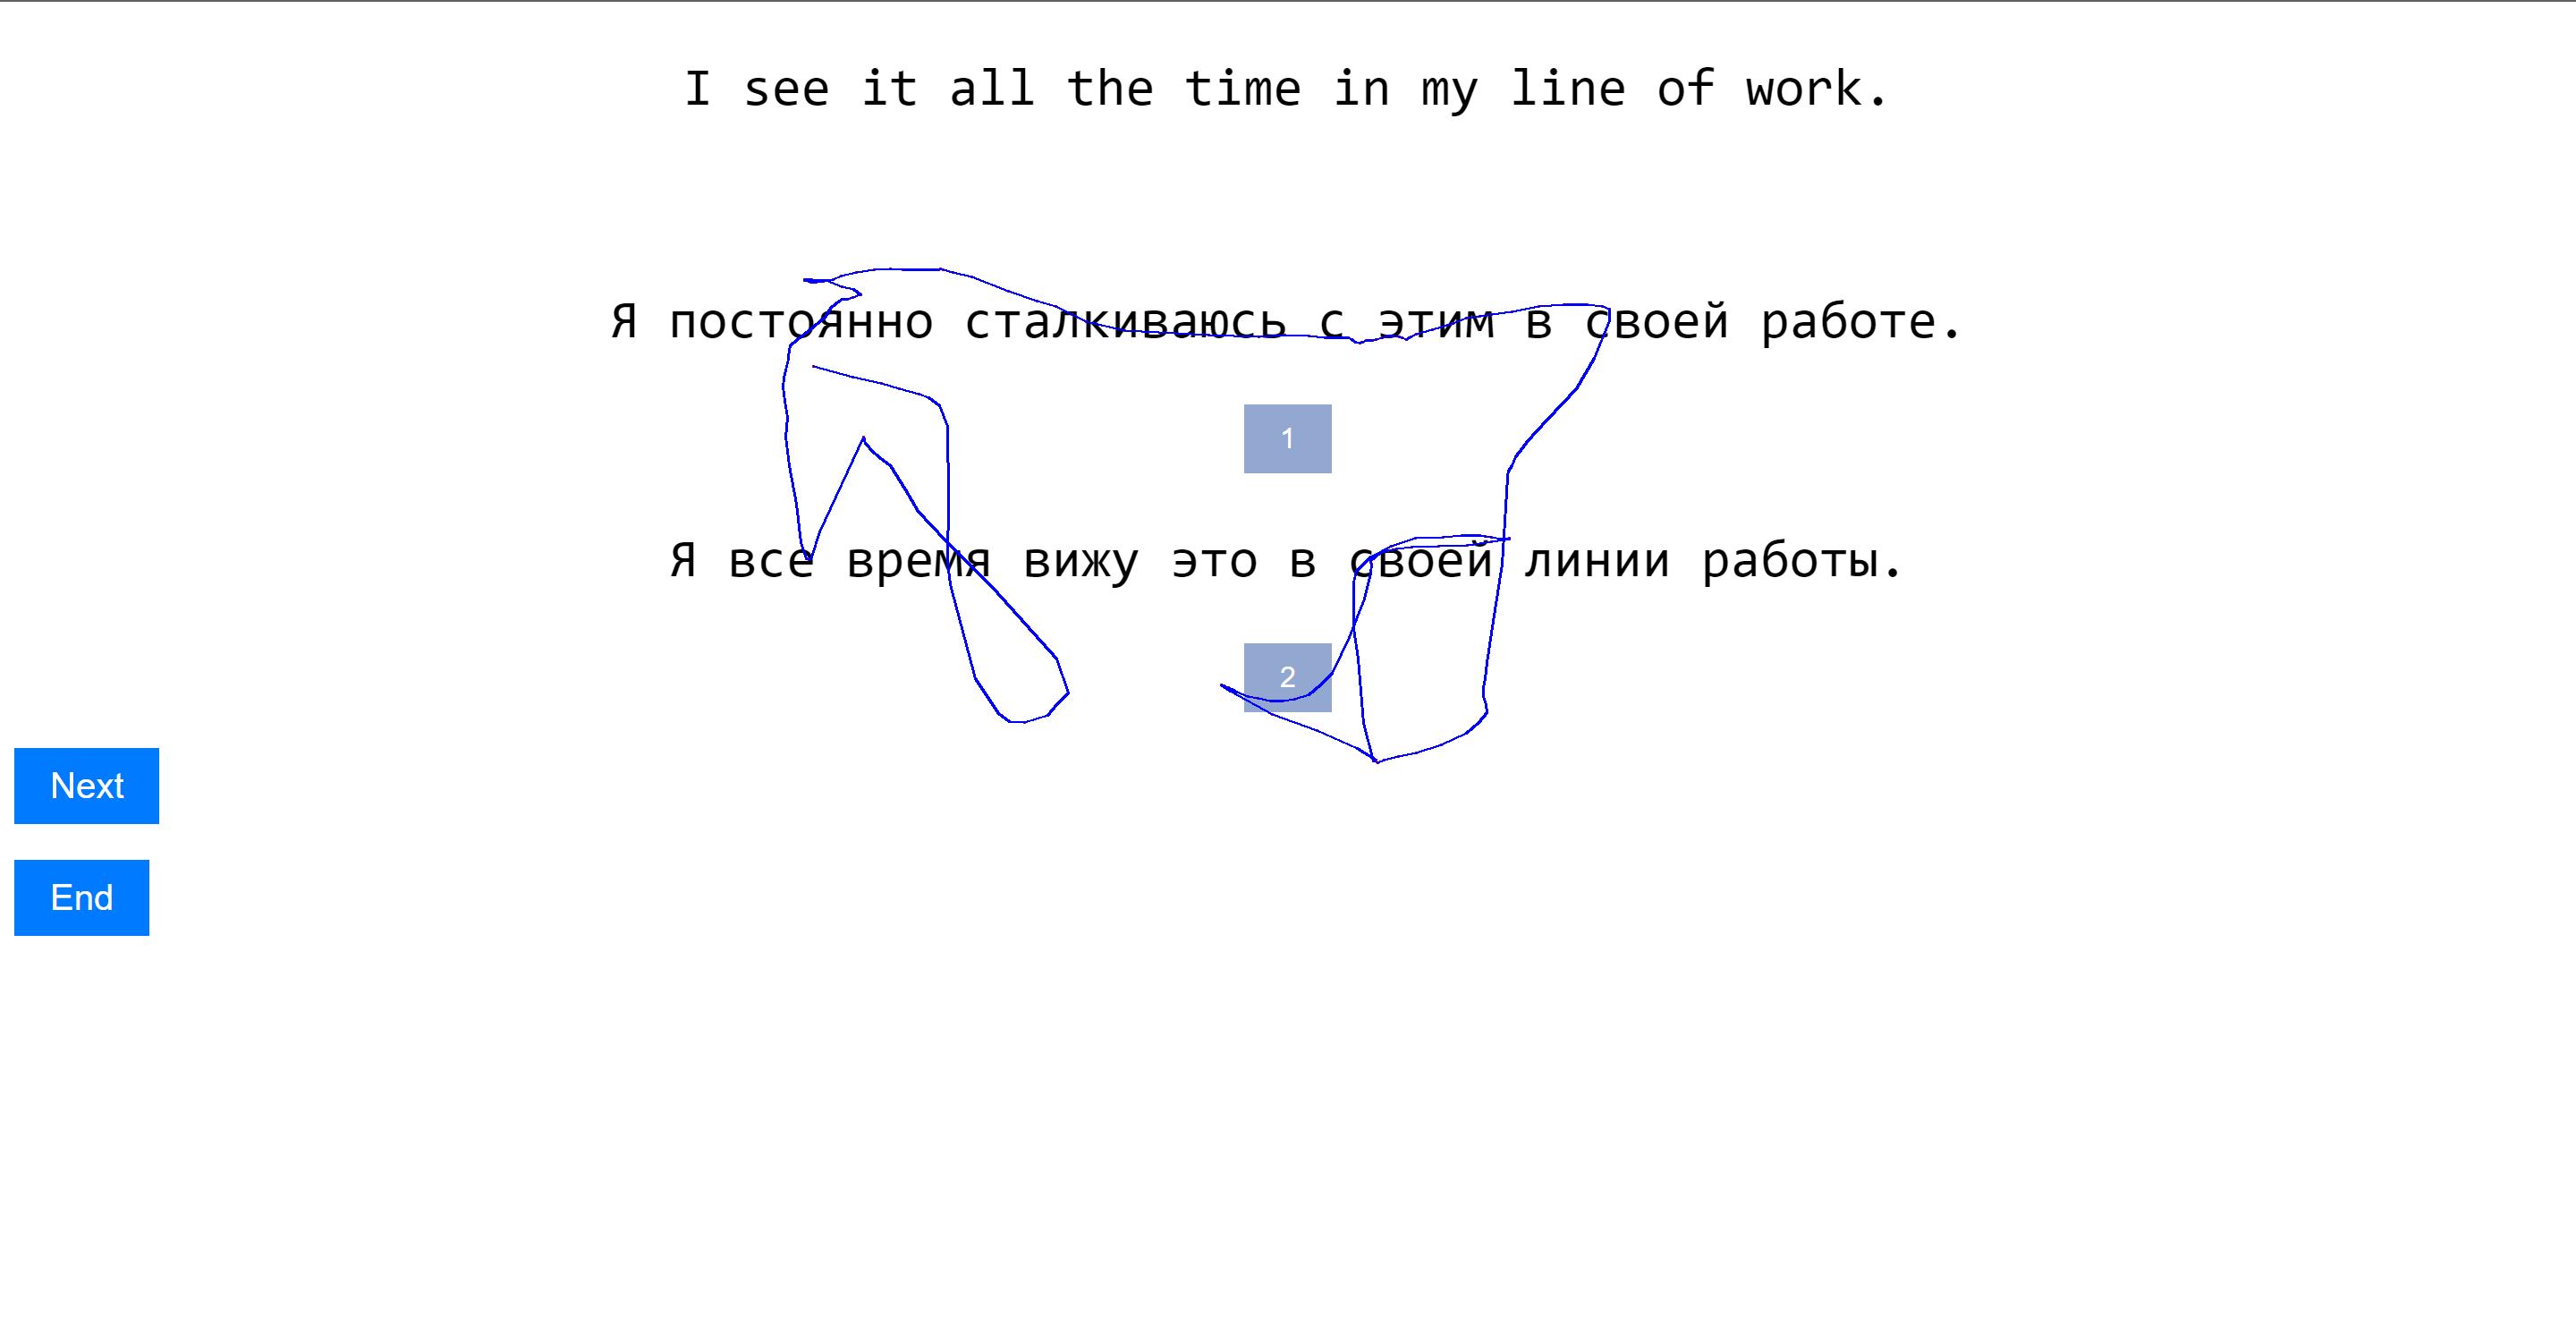 I see it all the time in my line of work.
Я постоянно сталкиваюсь с этим в своей работе.
1
Я все время вижу это в своей линии работы.
2
Next
End